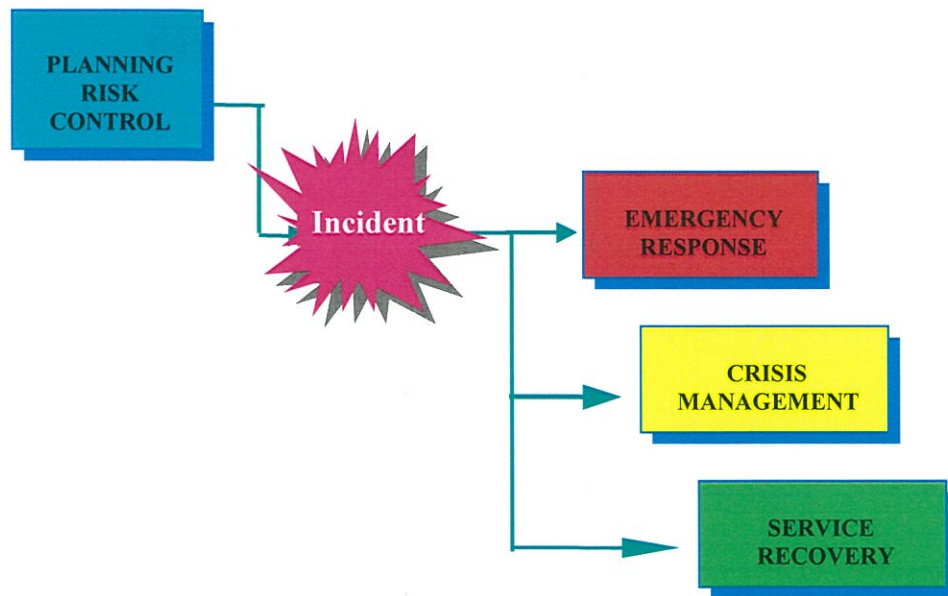 PLANNING
RISK
CONTROL
Incident
EMERGENCY
RESPONSE
CRISIS
MANAGEMENT
SERVICE
RECOVERY